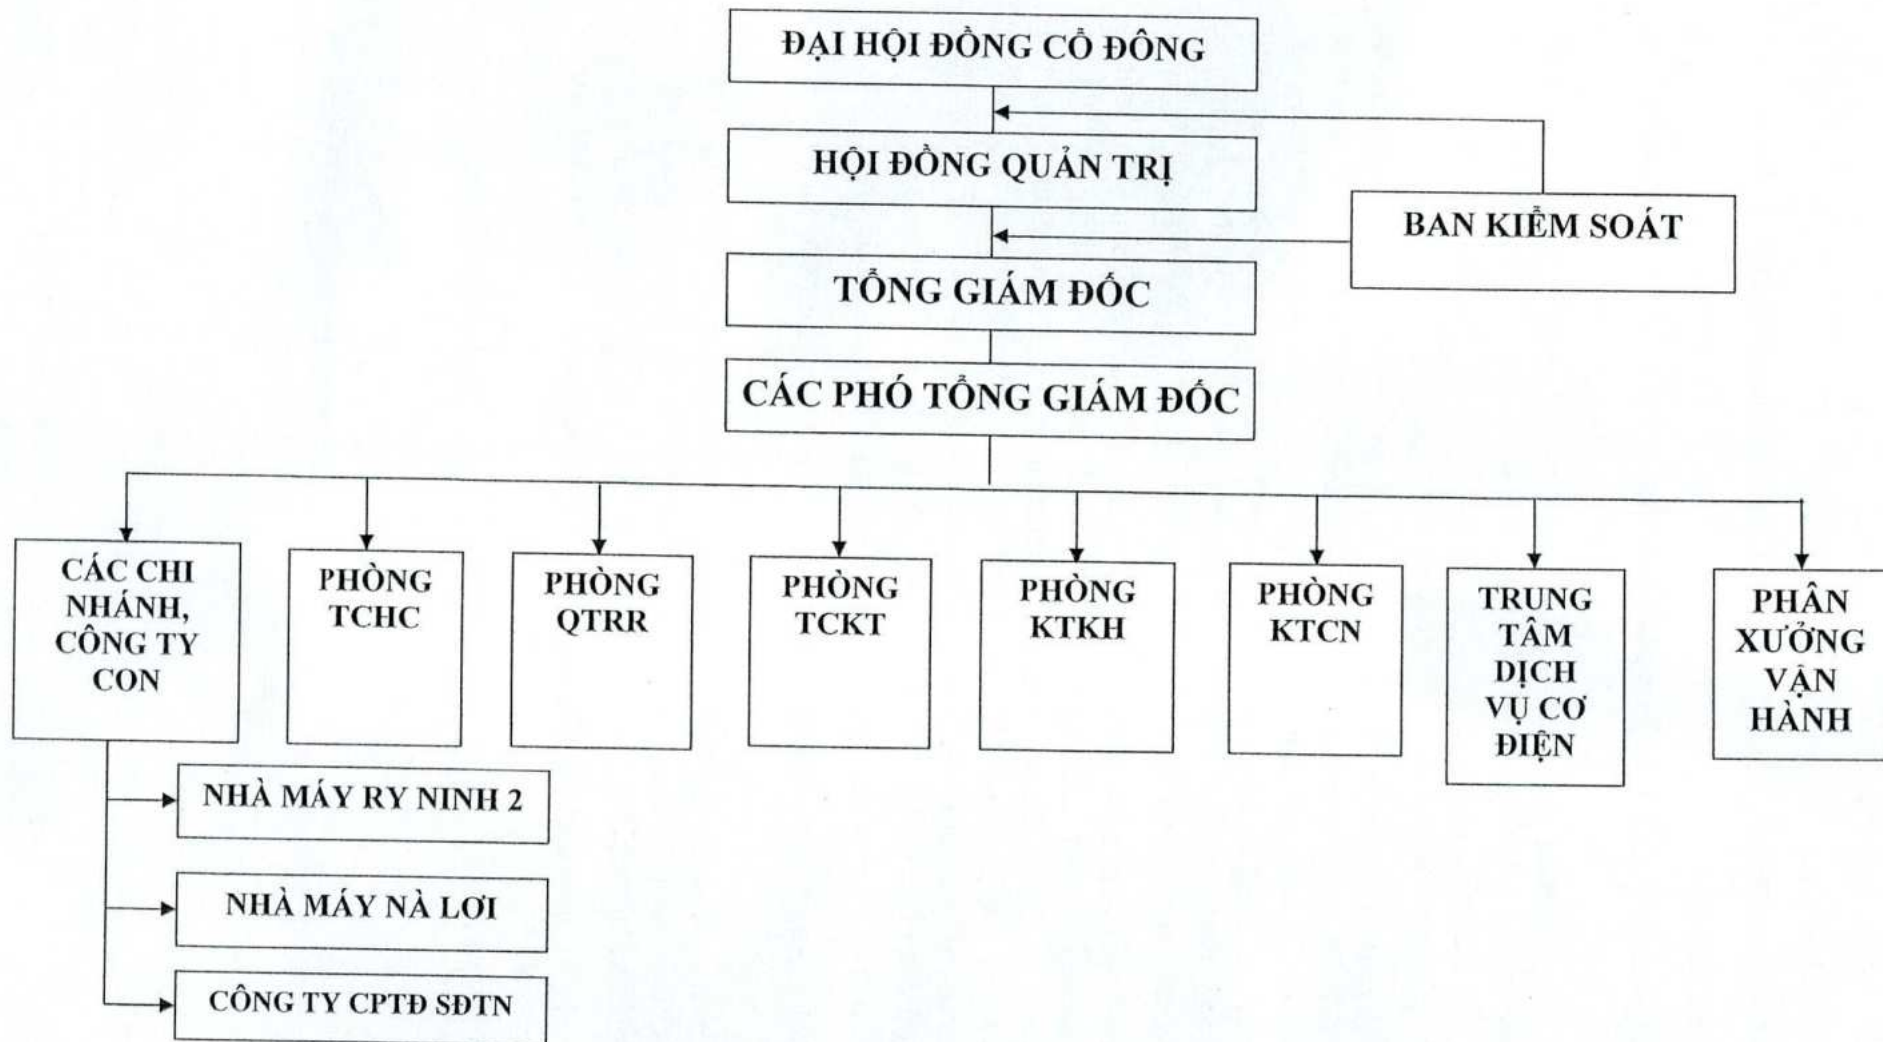 ĐẠI HỘI ĐỒNG CỔ ĐÔNG
HỘI ĐỒNG QUẢN TRỊ
BAN KIỂM SOÁT
TỔNG GIÁM ĐỐC
CÁC PHÓ TỔNG GIÁM ĐỐC
CÁC CHI
NHÁNH,
CÔNG TY
CON
PHÒNG
TCHC
PHÒNG
QTRR
PHÒNG
TCKT
PHÒNG
KTKH
PHÒNG
KTCN
TRUNG
TÂM
DỊCH
VỤ CƠ
ĐIỆN
PHÂN
XƯỞNG
VẬN
HÀNH
NHÀ MÁY RY NINH 2
NHÀ MÁY NÀ LƠI
CÔNG TY CPTĐ SĐTN